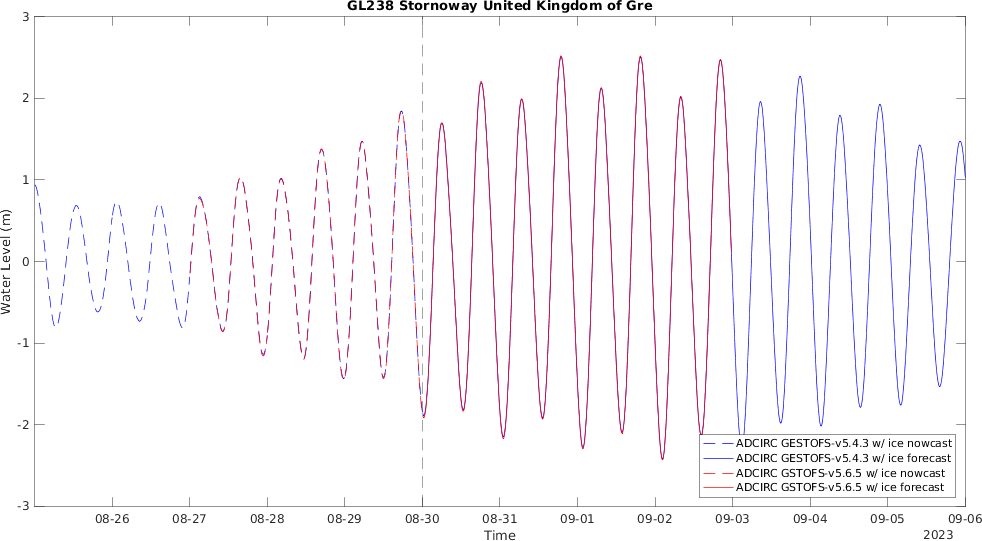 GL238 Stornoway United Kingdom of Gre
3
2
1
0
-1
-2
-3
Water Level (m)
ADCIRC GESTOFS-v5.4.3 w/ ice nowcast
ADCIRC GESTOFS-v5.4.3 w/ ice forecast
ADCIRC GSTOFS-v5.6.5 w/ ice nowcast
ADCIRC GSTOFS-v5.6.5 w/ ice forecast
08-26 08-27 08-28 08-29 08-30 08-31 09-01 09-02 09-03 09-04 09-05 09-06
Time
2023